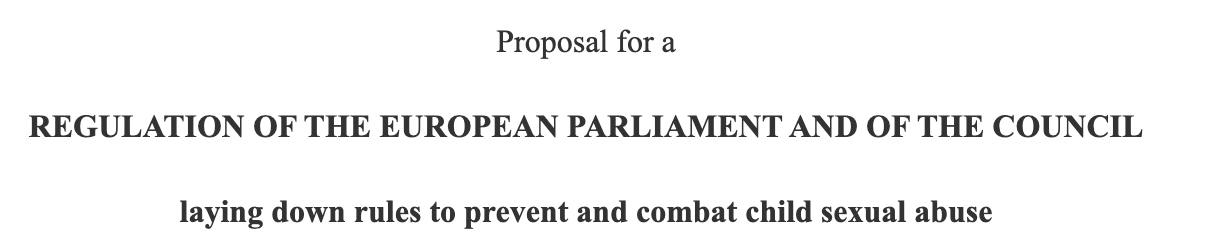 Proposal for a
REGULATION OF THE EUROPEAN PARLIAMENT AND OF THE COUNCIL
laying down rules to prevent and combat child sexual abuse